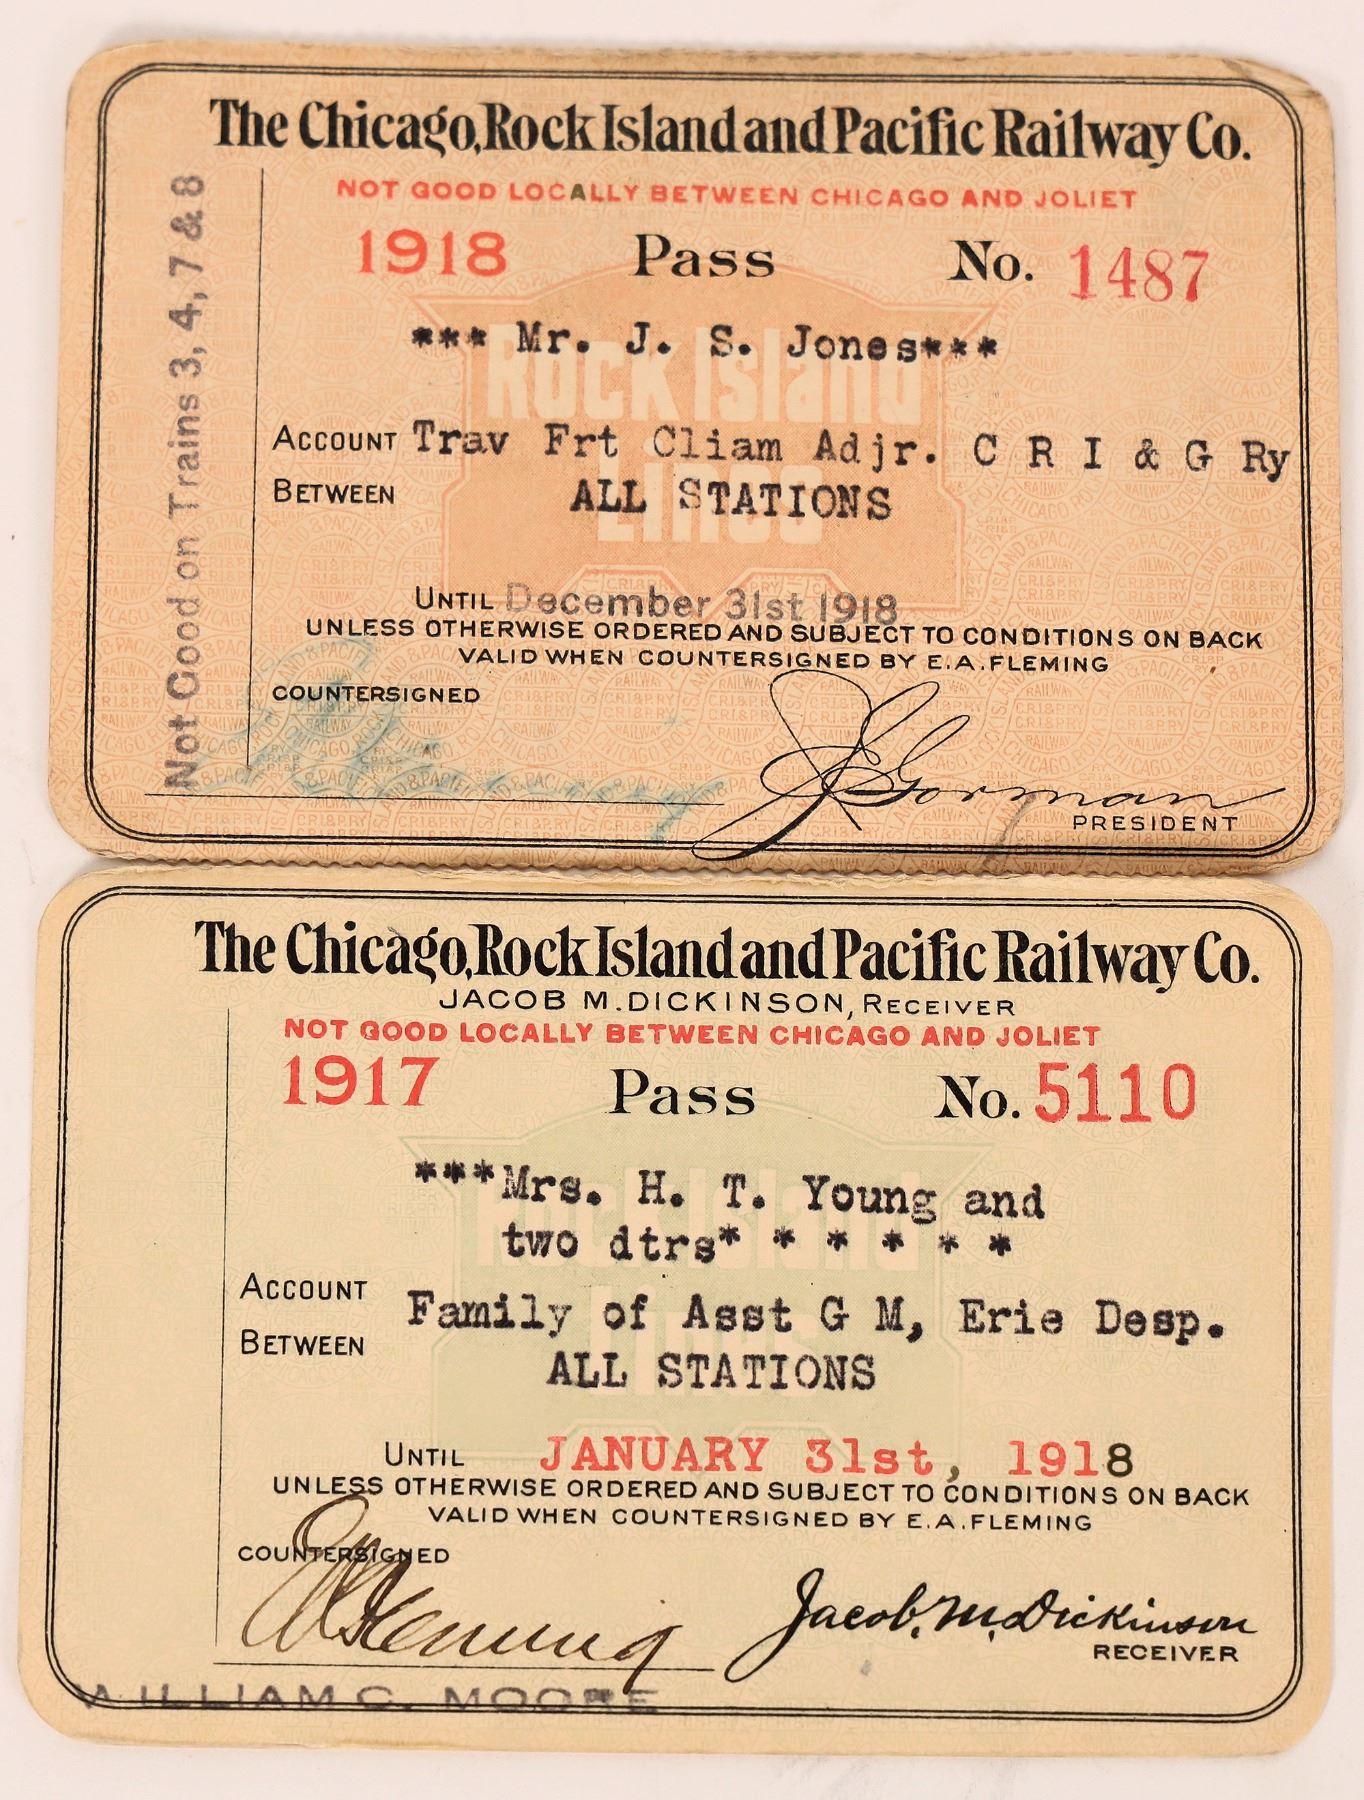 The Chicago, Rock Island and Pacific Railway Co.
NOT GOOD LOCALLY BETWEEN CHICAGO AND JOLIET
1918 Pass No. 1487
*** Mr. J. S. Jones***
Rock Island
Lines
ACCOUNT Trav Frt Cliam Adjr. C R I & G Ry
BETWEEN ALL STATIONS
UNTIL December 31st 1918
UNLESS OTHERWISE ORDERED AND SUBJECT TO CONDITIONS ON BACK
VALID WHEN COUNTERSIGNED BY E.A.FLEMING
COUNTERSIGNED
Gorman
PRESIDENT
Not Good on Trains 3, 4, 7 & 8
The Chicago, Rock Island and Pacific Railway Co.
JACOB M. DICKINSON, RECEIVER
NOT GOOD LOCALLY BETWEEN CHICAGO AND JOLIET
1917 Pass No. 5110
***Mrs. H. T. Young and
two dtrs* * * * * *
Rock Island
Lines
ACCOUNT Family of Asst G M, Erie Desp.
BETWEEN ALL STATIONS
UNTIL JANUARY 31st, 1918
UNLESS OTHERWISE ORDERED AND SUBJECT TO CONDITIONS ON BACK
VALID WHEN COUNTERSIGNED BY E.A.FLEMING
COUNTERSIGNED
EAFleming
Jacob M. Dickinson
RECEIVER
WILLIAM C. MOORE